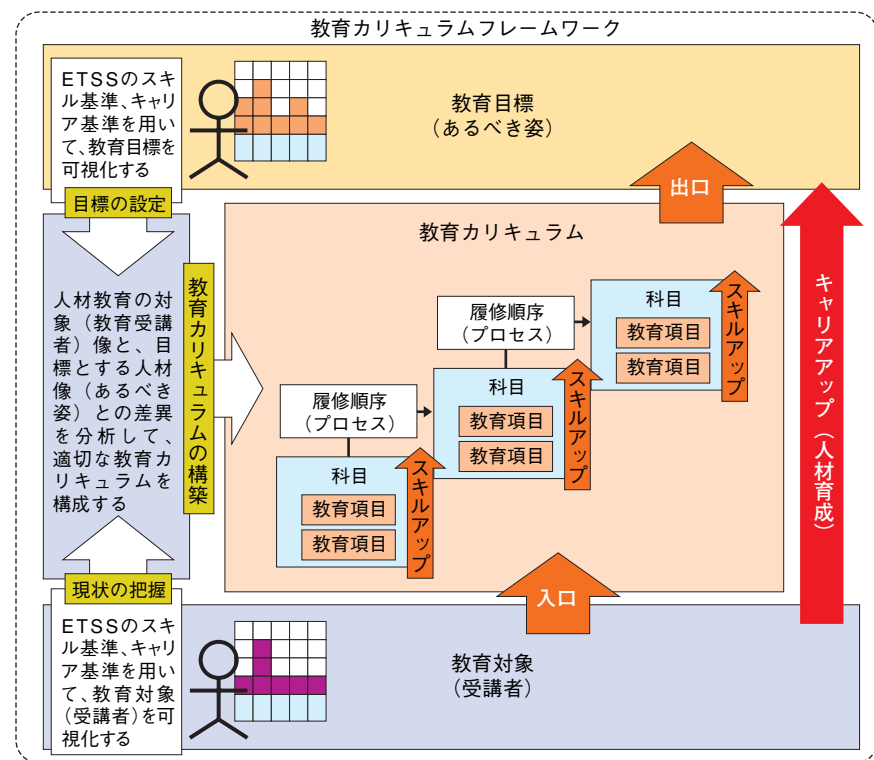 教育カリキュラムフレームワーク
ETSSのスキ
ル基準、キャリ
ア基準を用い
て、教育目標を
可視化する
教育目標
(あるべき姿)
目標の設定
出口
人材教育の対
象(教育受講
者)像と、目
標とする人材
像(あるべき
姿)との差異
を分析して、
適切な教育カ
リキュラムを
構成する
教育カリキュラムの構築
教育カリキュラム
履修順序
(プロセス)
科目
教育項目
教育項目
スキルアップ
履修順序
(プロセス)
科目
教育項目
教育項目
スキルアップ
科目
教育項目
教育項目
スキルアップ
キャリアアップ(人材育成)
入口
現状の把握
ETSSのスキ
ル基準、キャリ
ア基準を用い
て、教育対象
(受講者)を可
視化する
教育対象
(受講者)